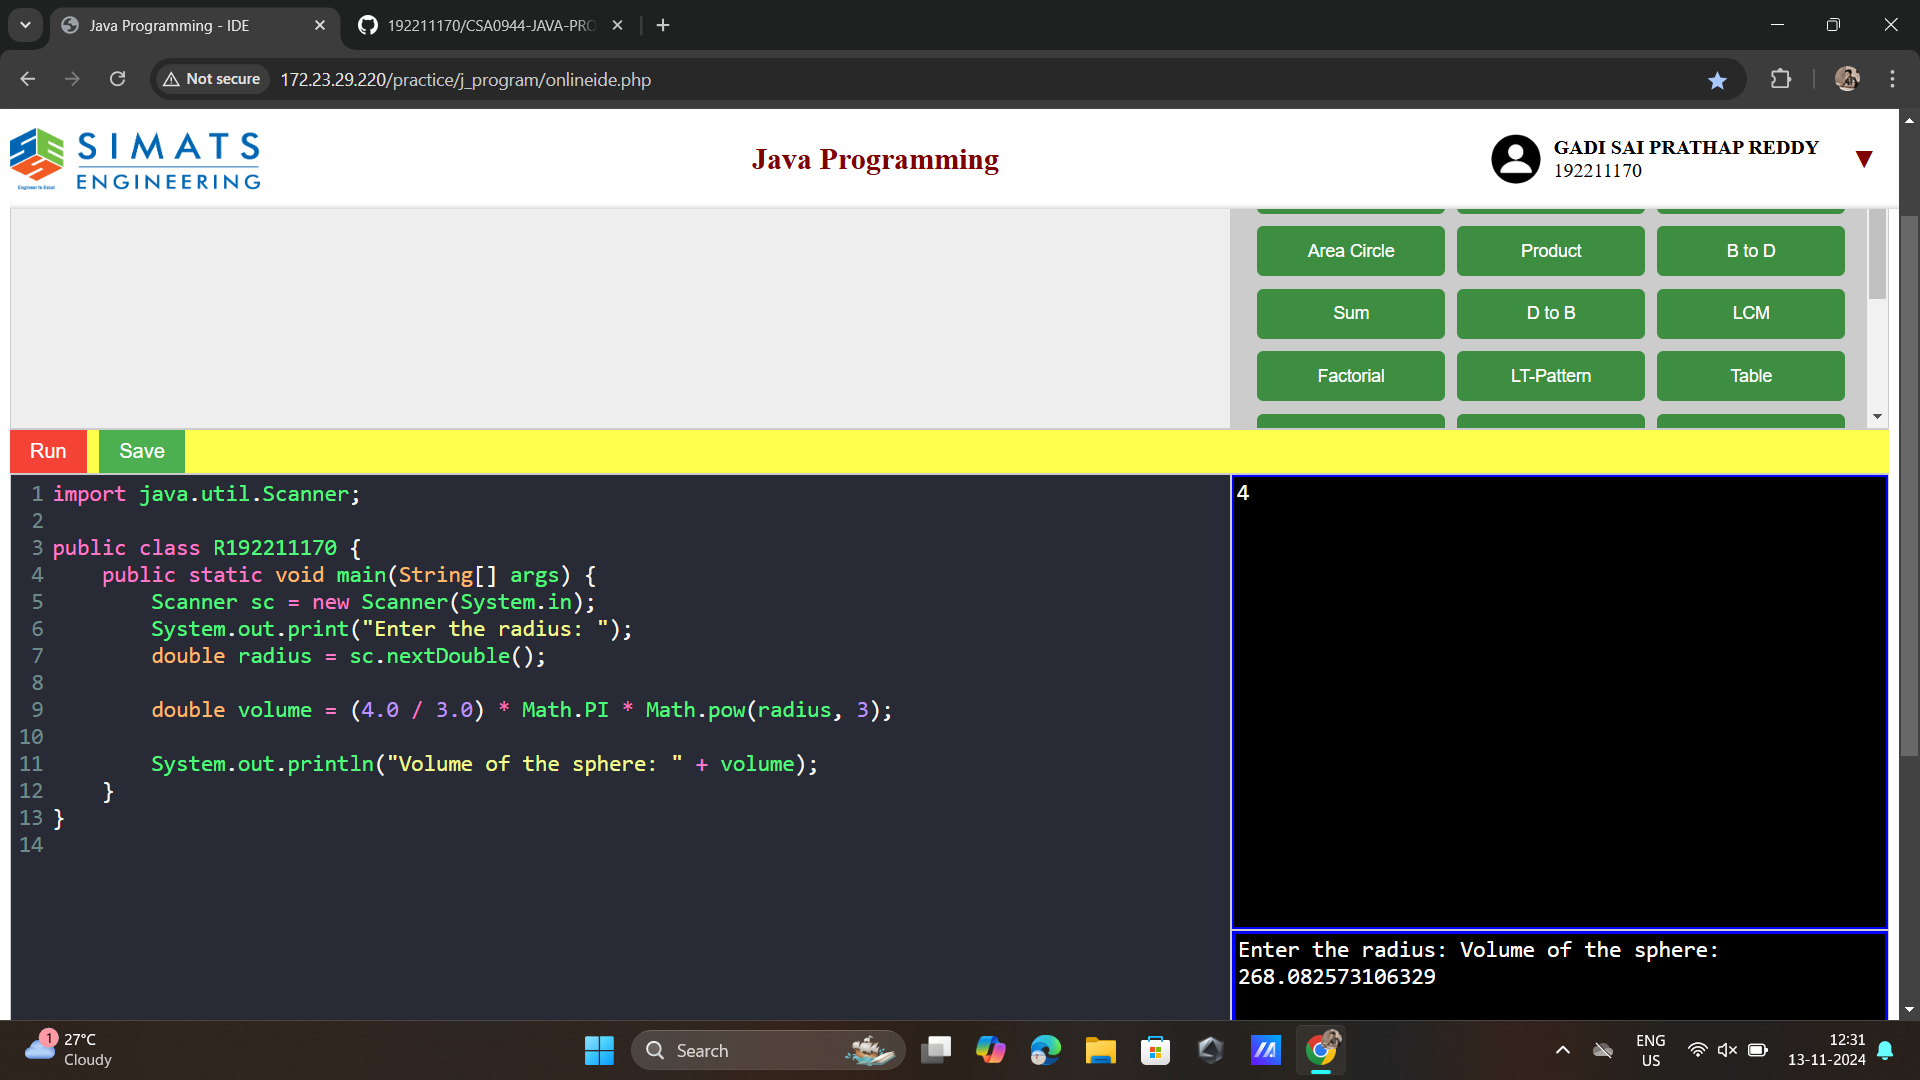 Java Programming - IDE
192211170/CSA0944-JAVA-PRO
Not secure
172.23.29.220/practice/j_program/onlineide.php
SIMATS
ENGINEERING
Engineer to Excel
Java Programming
GADI SAI PRATHAP REDDY
192211170
Area Circle
Product
B to D
Sum
D to B
LCM
Factorial
LT-Pattern
Table
Run
Save
1 import java.util.Scanner;
2
3 public class R192211170 {
4     public static void main(String[] args) {
5         Scanner sc = new Scanner(System.in);
6         System.out.print("Enter the radius: ");
7         double radius = sc.nextDouble();
8
9         double volume = (4.0 / 3.0) * Math.PI * Math.pow(radius, 3);
10
11         System.out.println("Volume of the sphere: " + volume);
12     }
13 }
14
4
Enter the radius: Volume of the sphere:
268.082573106329
1
27°C
Cloudy
Search
ENG
US
12:31
13-11-2024